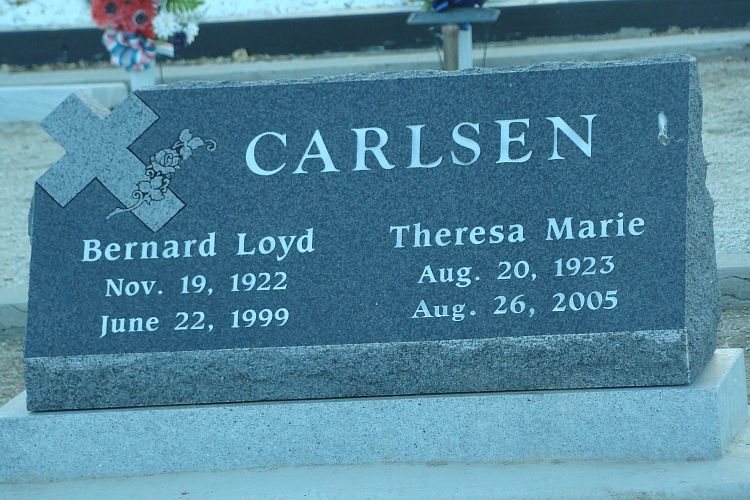 CARLSEN
Bernard Loyd
Nov. 19, 1922
June 22, 1999
Theresa Marie
Aug. 20, 1923
Aug. 26, 2005